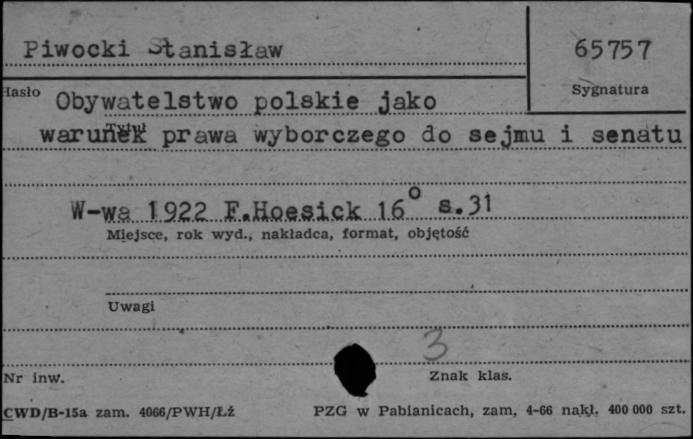 Piwocki Stanisław
65757
Hasło
Sygnatura
Obywatelstwo polskie jako
Tytuł
warunek prawa wyborczego do sejmu i senatu
W-wa 1922 F.Hoesick 16° s.31
Miejsce, rok wyd., nakładca, format, objętość
Uwagi
3
Nr inw.
Znak klas.
CWD/B-15a zam. 4066/PWH/Łż
PZG w Pabianicach, zam, 4-66 nakł. 400 000 szt.